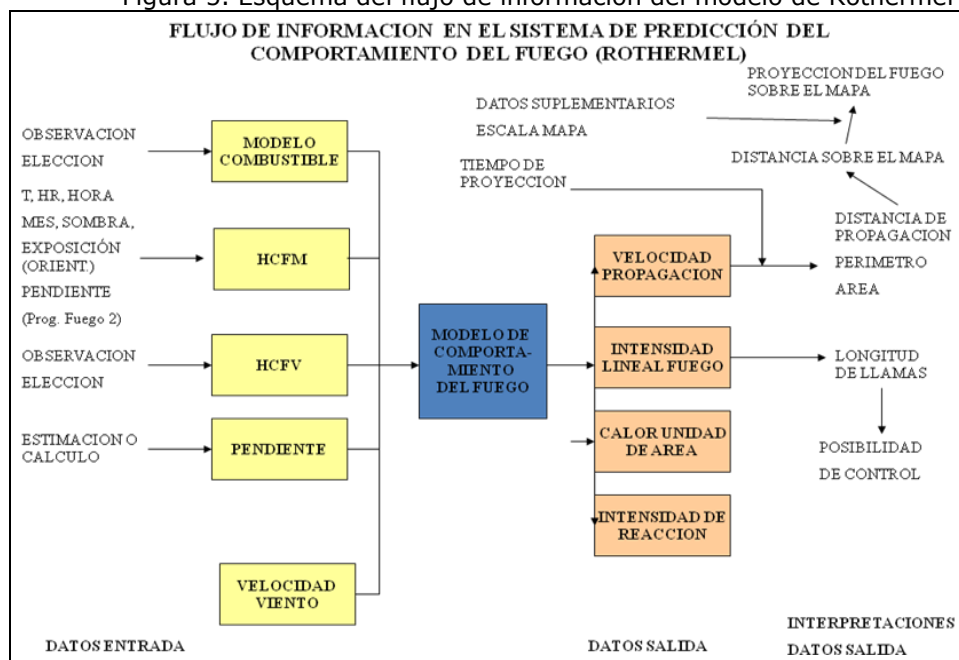 Figura 3. Esquema del flujo de información del modelo de Rothermel
FLUJO DE INFORMACION EN EL SISTEMA DE PREDICCIÓN DEL
COMPORTAMIENTO DEL FUEGO (ROTHERMEL)
OBSERVACION
ELECCION
MODELO
COMBUSTIBLE
T, HR, HORA
MES, SOMBRA,
EXPOSICIÓN
(ORIENT.)
PENDIENTE
(Prog. Fuego 2)
HCFM
OBSERVACION
ELECCION
HCFV
ESTIMACION O
CALCULO
PENDIENTE
VELOCIDAD
VIENTO
DATOS ENTRADA
MODELO DE
COMPORTA-
MIENTO
DEL FUEGO
DATOS SUPLEMENTARIOS
ESCALA MAPA
TIEMPO DE
PROYECCION
VELOCIDAD
PROPAGACION
INTENSIDAD
LINEAL FUEGO
CALOR UNIDAD
DE AREA
INTENSIDAD DE
REACCION
DATOS SALIDA
PROYECCION DEL FUEGO
SOBRE EL MAPA
DISTANCIA SOBRE EL MAPA
DISTANCIA DE
PROPAGACION
PERIMETRO
AREA
LONGITUD
DE LLAMAS
POSIBILIDAD
DE CONTROL
INTERPRETACIONES
DATOS SALIDA